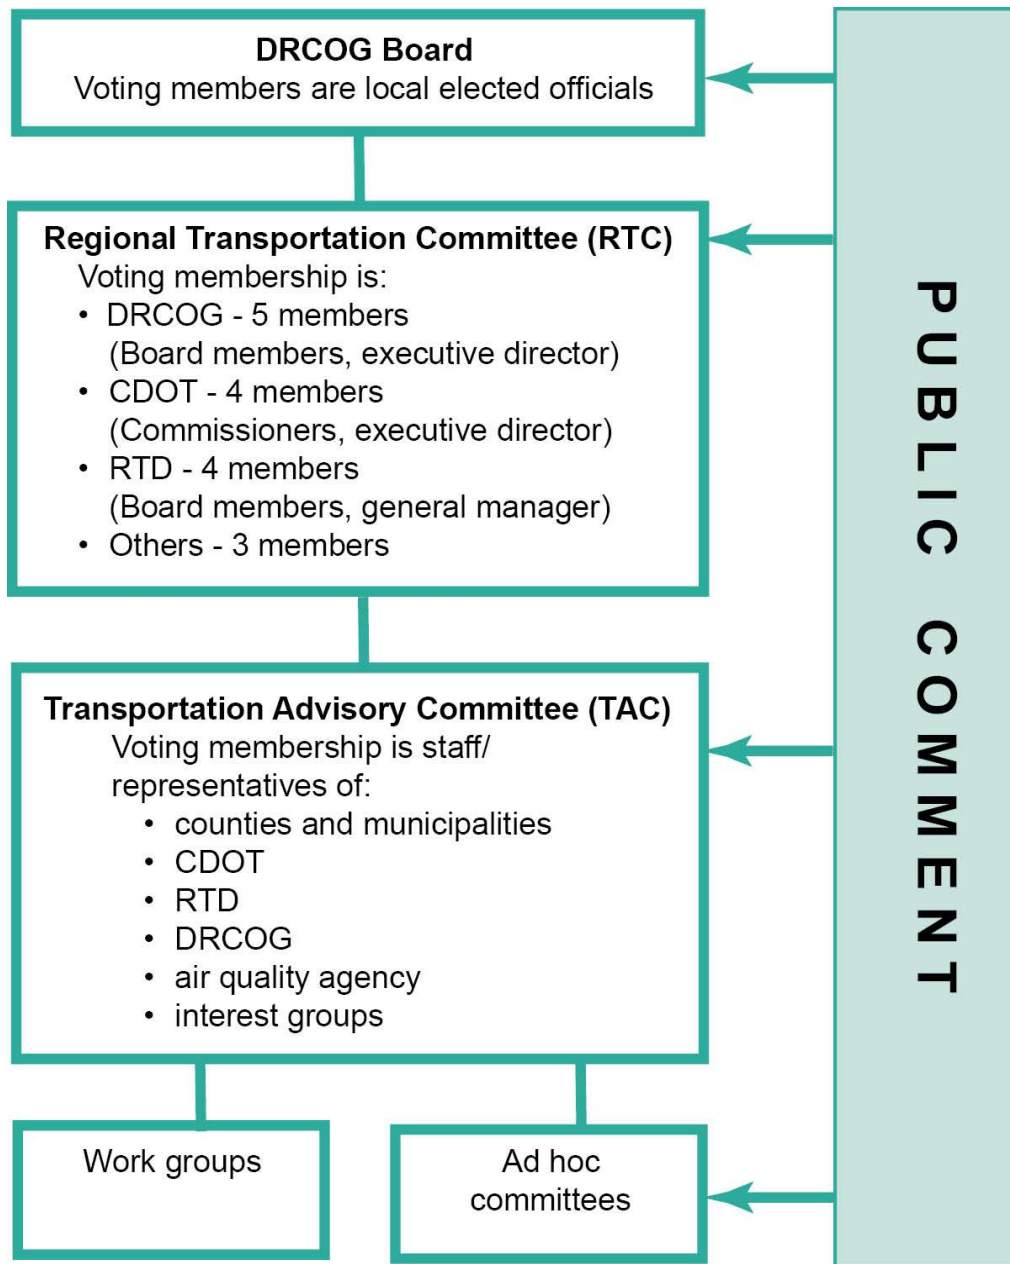 DRCOG Board
Voting members are local elected officials
Regional Transportation Committee (RTC)
Voting membership is:
• DRCOG - 5 members
(Board members, executive director)
• CDOT - 4 members
(Commissioners, executive director)
• RTD - 4 members
(Board members, general manager)
• Others - 3 members
Transportation Advisory Committee (TAC)
Voting membership is staff/
representatives of:
• counties and municipalities
• CDOT
• RTD
• DRCOG
• air quality agency
• interest groups
Work groups
Ad hoc
committees
PUBLIC COMMENT